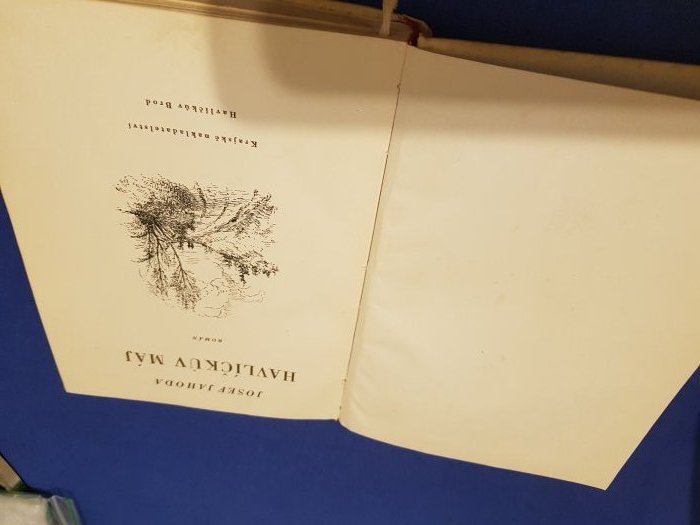 JOSEF JAHODA
HAVLÍČKŮV MÁJ
ROMÁN
Krajské nakladatelství
Havlíčkův Brod